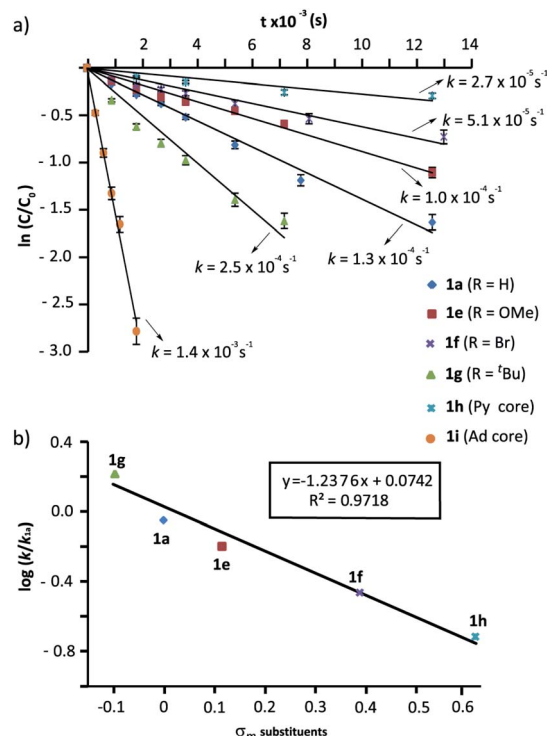 a)
t x10⁻³ (s)
0 2 4 6 8 10 12 14
- 0.5
- 1.0
- 1.5
- 2.0
- 2.5
- 3.0
ln (C/C₀)
k = 2.7 x 10⁻⁵ s⁻¹
k = 5.1 x 10⁻⁵ s⁻¹
k = 1.0 x 10⁻⁴ s⁻¹
k = 2.5 x 10⁻⁴ s⁻¹
k = 1.3 x 10⁻⁴ s⁻¹
k = 1.4 x 10⁻³ s⁻¹
1a (R = H)
1e (R = OMe)
1f (R = Br)
1g (R = ᵗBu)
1h (Py core)
1i (Ad core)
b)
0.4
0.0
- 0.4
- 0.8
log (k/k₁ₐ)
1g
y=-1.2376x + 0.0742
R² = 0.9718
1a
1e
1f
1h
-0.1 0 0.1 0.2 0.3 0.4 0.5 0.6
σₘ substituents